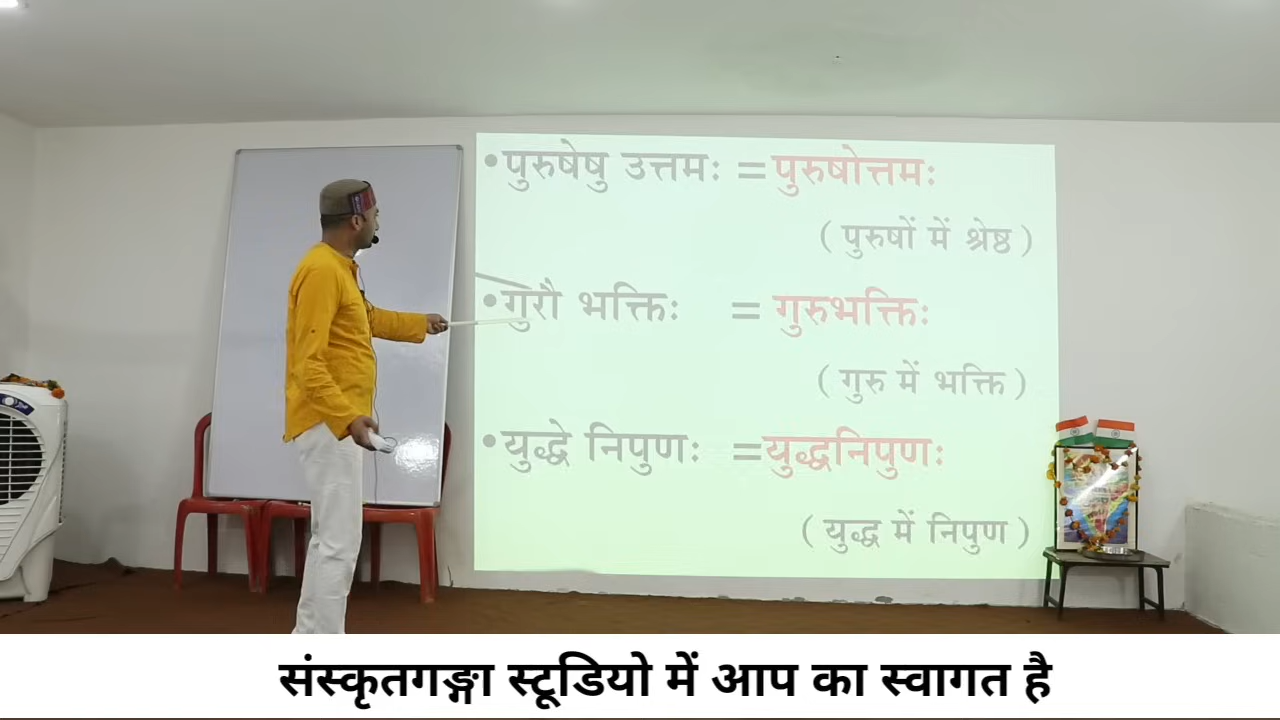 •पुरुषेषु उत्तमः =पुरुषोत्तमः
(पुरुषों में श्रेष्ठ)
•गुरौ भक्तिः = गुरुभक्तिः
(गुरु में भक्ति)
•युद्धे निपुणः =युद्धनिपुणः
(युद्ध में निपुण)
संस्कृतगङ्गा स्टूडियो में आप का स्वागत है